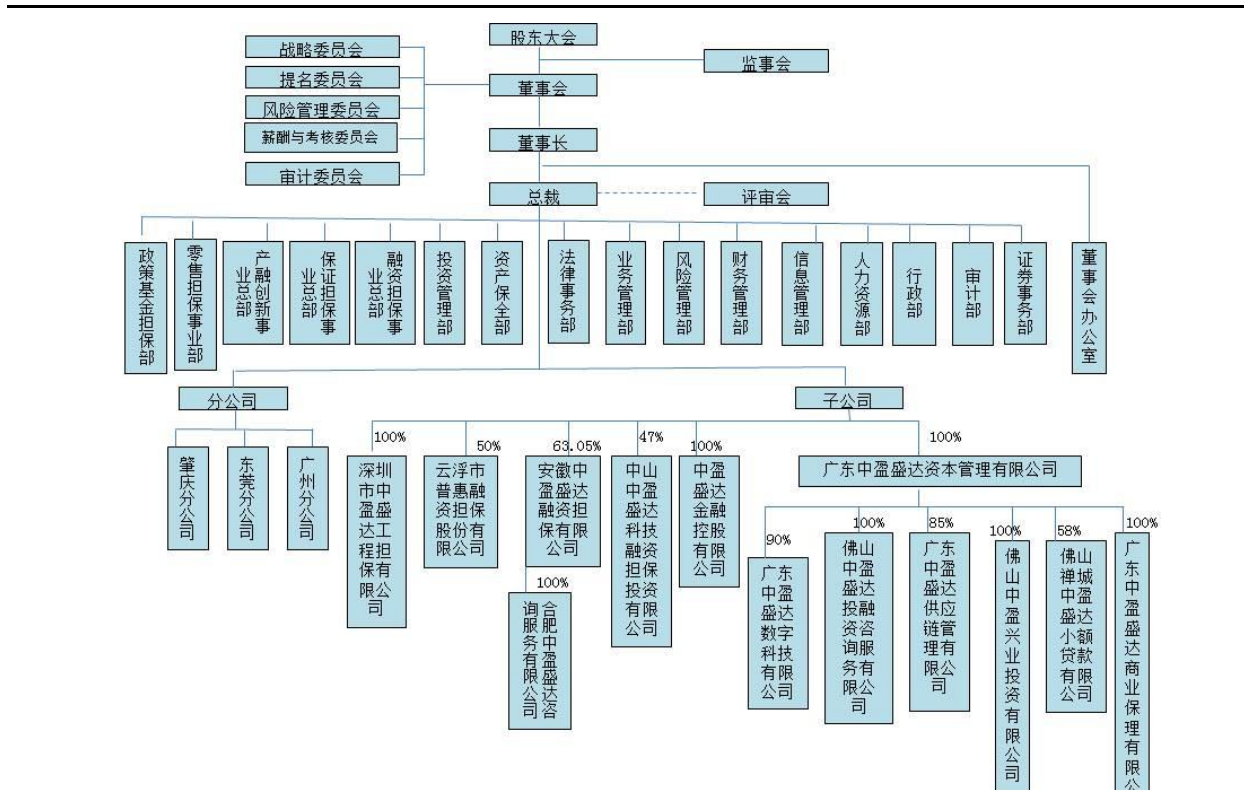 股东大会
战略委员会
监事会
提名委员会
董事会
风险管理委员会
薪酬与考核委员会
董事长
审计委员会
总裁
评审会
政策基金担保部
零售担保事业部
产融创新事
业总部
保证担保事
业总部
融资担保事
业总部
投资管理部
资产保全部
法律事务部
业务管理部
风险管理部
财务管理部
信息管理部
人力资源部
行政部
审计部
证券事务部
董事会办公室
分公司
子公司
肇庆分公司
东莞分公司
广州分公司
100%
深圳
市中
盈盛
达工
程担
保有
限公
司
50%
云浮市
普惠融
资担保
股份有
限公司
63.05%
安徽中
盈盛达
融资担
保有限
公司
100%
合肥中盈盛达咨
询服务有限公司
47%
中山
中盈
盛达
科技
融资
担保
投资
有限
公司
100%
中盈
盛达
金融
控股
有限
公司
100%
广东中盈盛达资本管理有限公司
90%
广东
中盈
盛达
数字
科技
有限
公司
100%
佛山
中盈
盛达
投融
资咨
询服
务有
限公
司
85%
广东
中盈
盛达
供应
链管
理有
限公
司
100%
佛山中盈兴业投资有限公司
58%
佛山
禅城
中盈
盛达
小额
贷款
有限
公司
100%
广东中盈盛达商业保理有限公